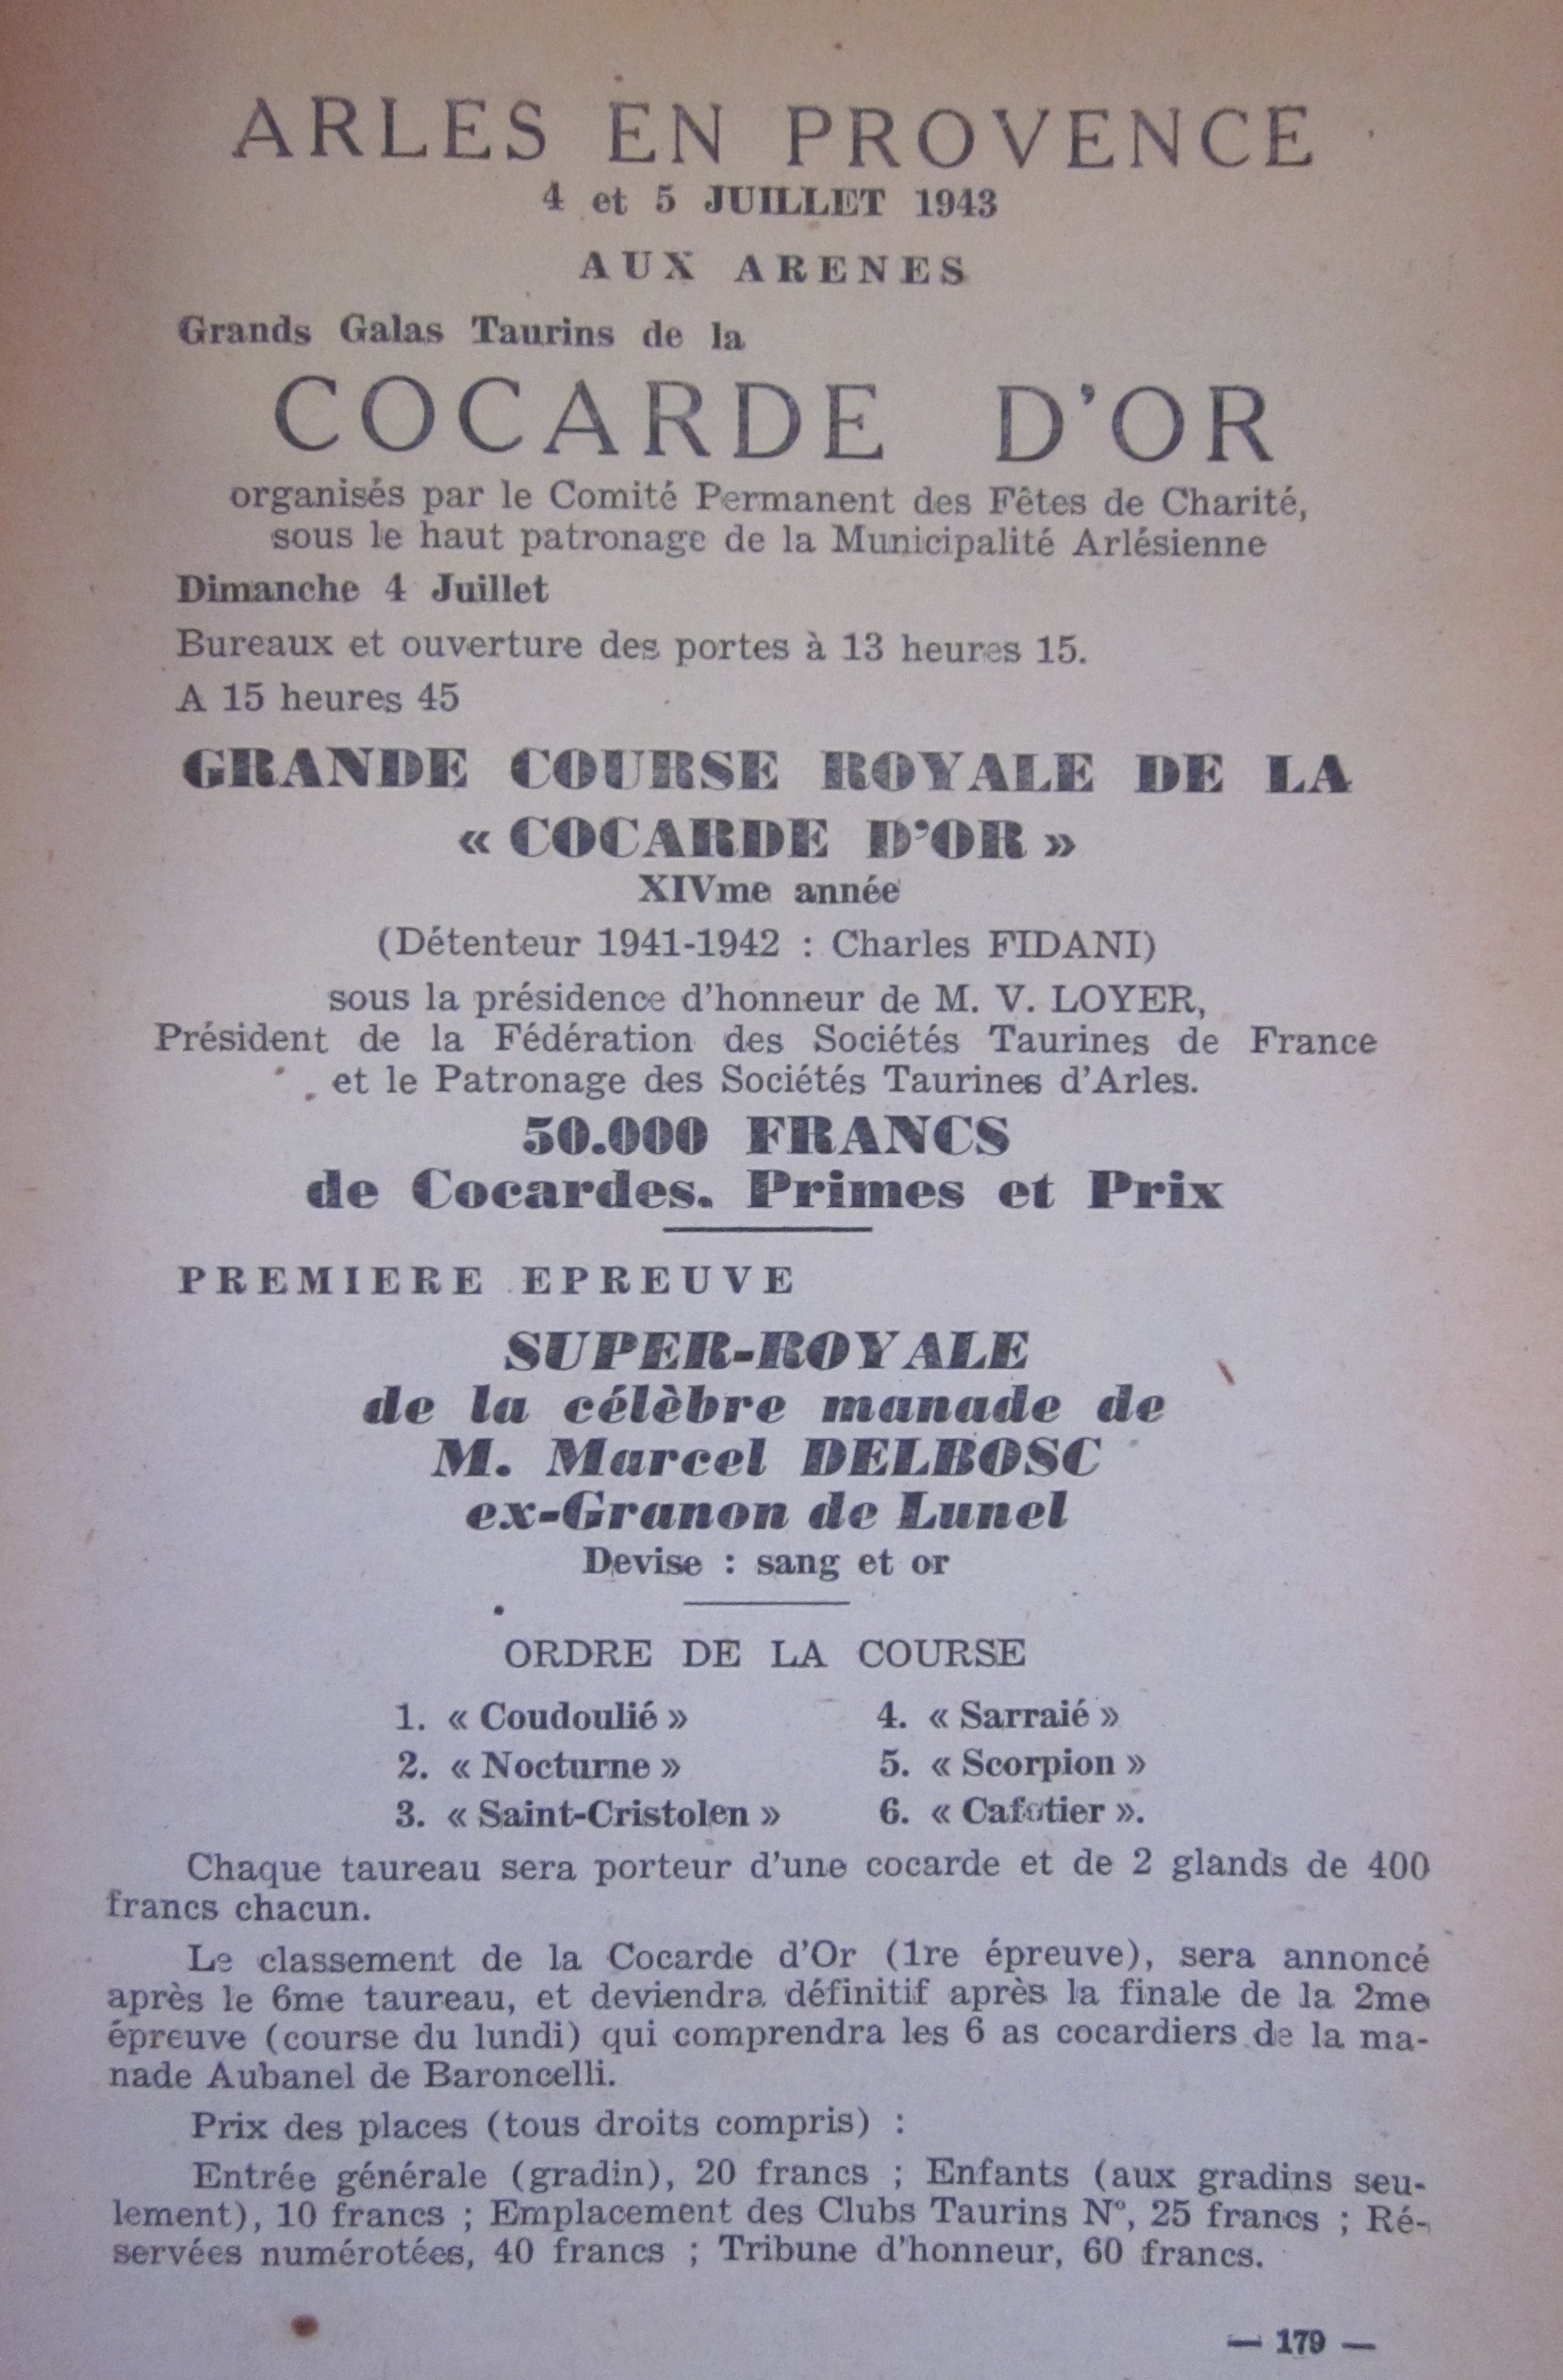 ARLES EN PROVENCE
4 et 5 JUILLET 1943
AUX ARENES
Grands Galas Taurins de la
COCARDE D'OR
organisés par le Comité Permanent des Fêtes de Charité,
sous le haut patronage de la Municipalité Arlésienne
Dimanche 4 Juillet
Bureaux et ouverture des portes à 13 heures 15.
A 15 heures 45
GRANDE COURSE ROYALE DE LA
« COCARDE D'OR »
XIVme année
(Détenteur 1941-1942 : Charles FIDANI)
sous la présidence d'honneur de M. V. LOYER,
Président de la Fédération des Sociétés Taurines de France
et le Patronage des Sociétés Taurines d'Arles.
50.000 FRANCS
de Cocardes. Primes et Prix
PREMIERE EPREUVE
SUPER-ROYALE
de la célèbre manade de
M. Marcel DELBOSC
ex-Granon de Lunel
Devise : sang et or
ORDRE DE LA COURSE
1. « Coudoulié »
2. « Nocturne »
3. « Saint-Cristolen »
4. « Sarraié »
5. « Scorpion »
6. « Cafetier ».
Chaque taureau sera porteur d'une cocarde et de 2 glands de 400
francs chacun.
Le classement de la Cocarde d'Or (1re épreuve), sera annoncé
après le 6me taureau, et deviendra définitif après la finale de la 2me
épreuve (course du lundi) qui comprendra les 6 as cocardiers de la ma-
nade Aubanel de Baroncelli.
Prix des places (tous droits compris) :
Entrée générale (gradin), 20 francs ; Enfants (aux gradins seu-
lement), 10 francs ; Emplacement des Clubs Taurins N°, 25 francs ; Ré-
servées numérotées, 40 francs ; Tribune d'honneur, 60 francs.
— 179 —